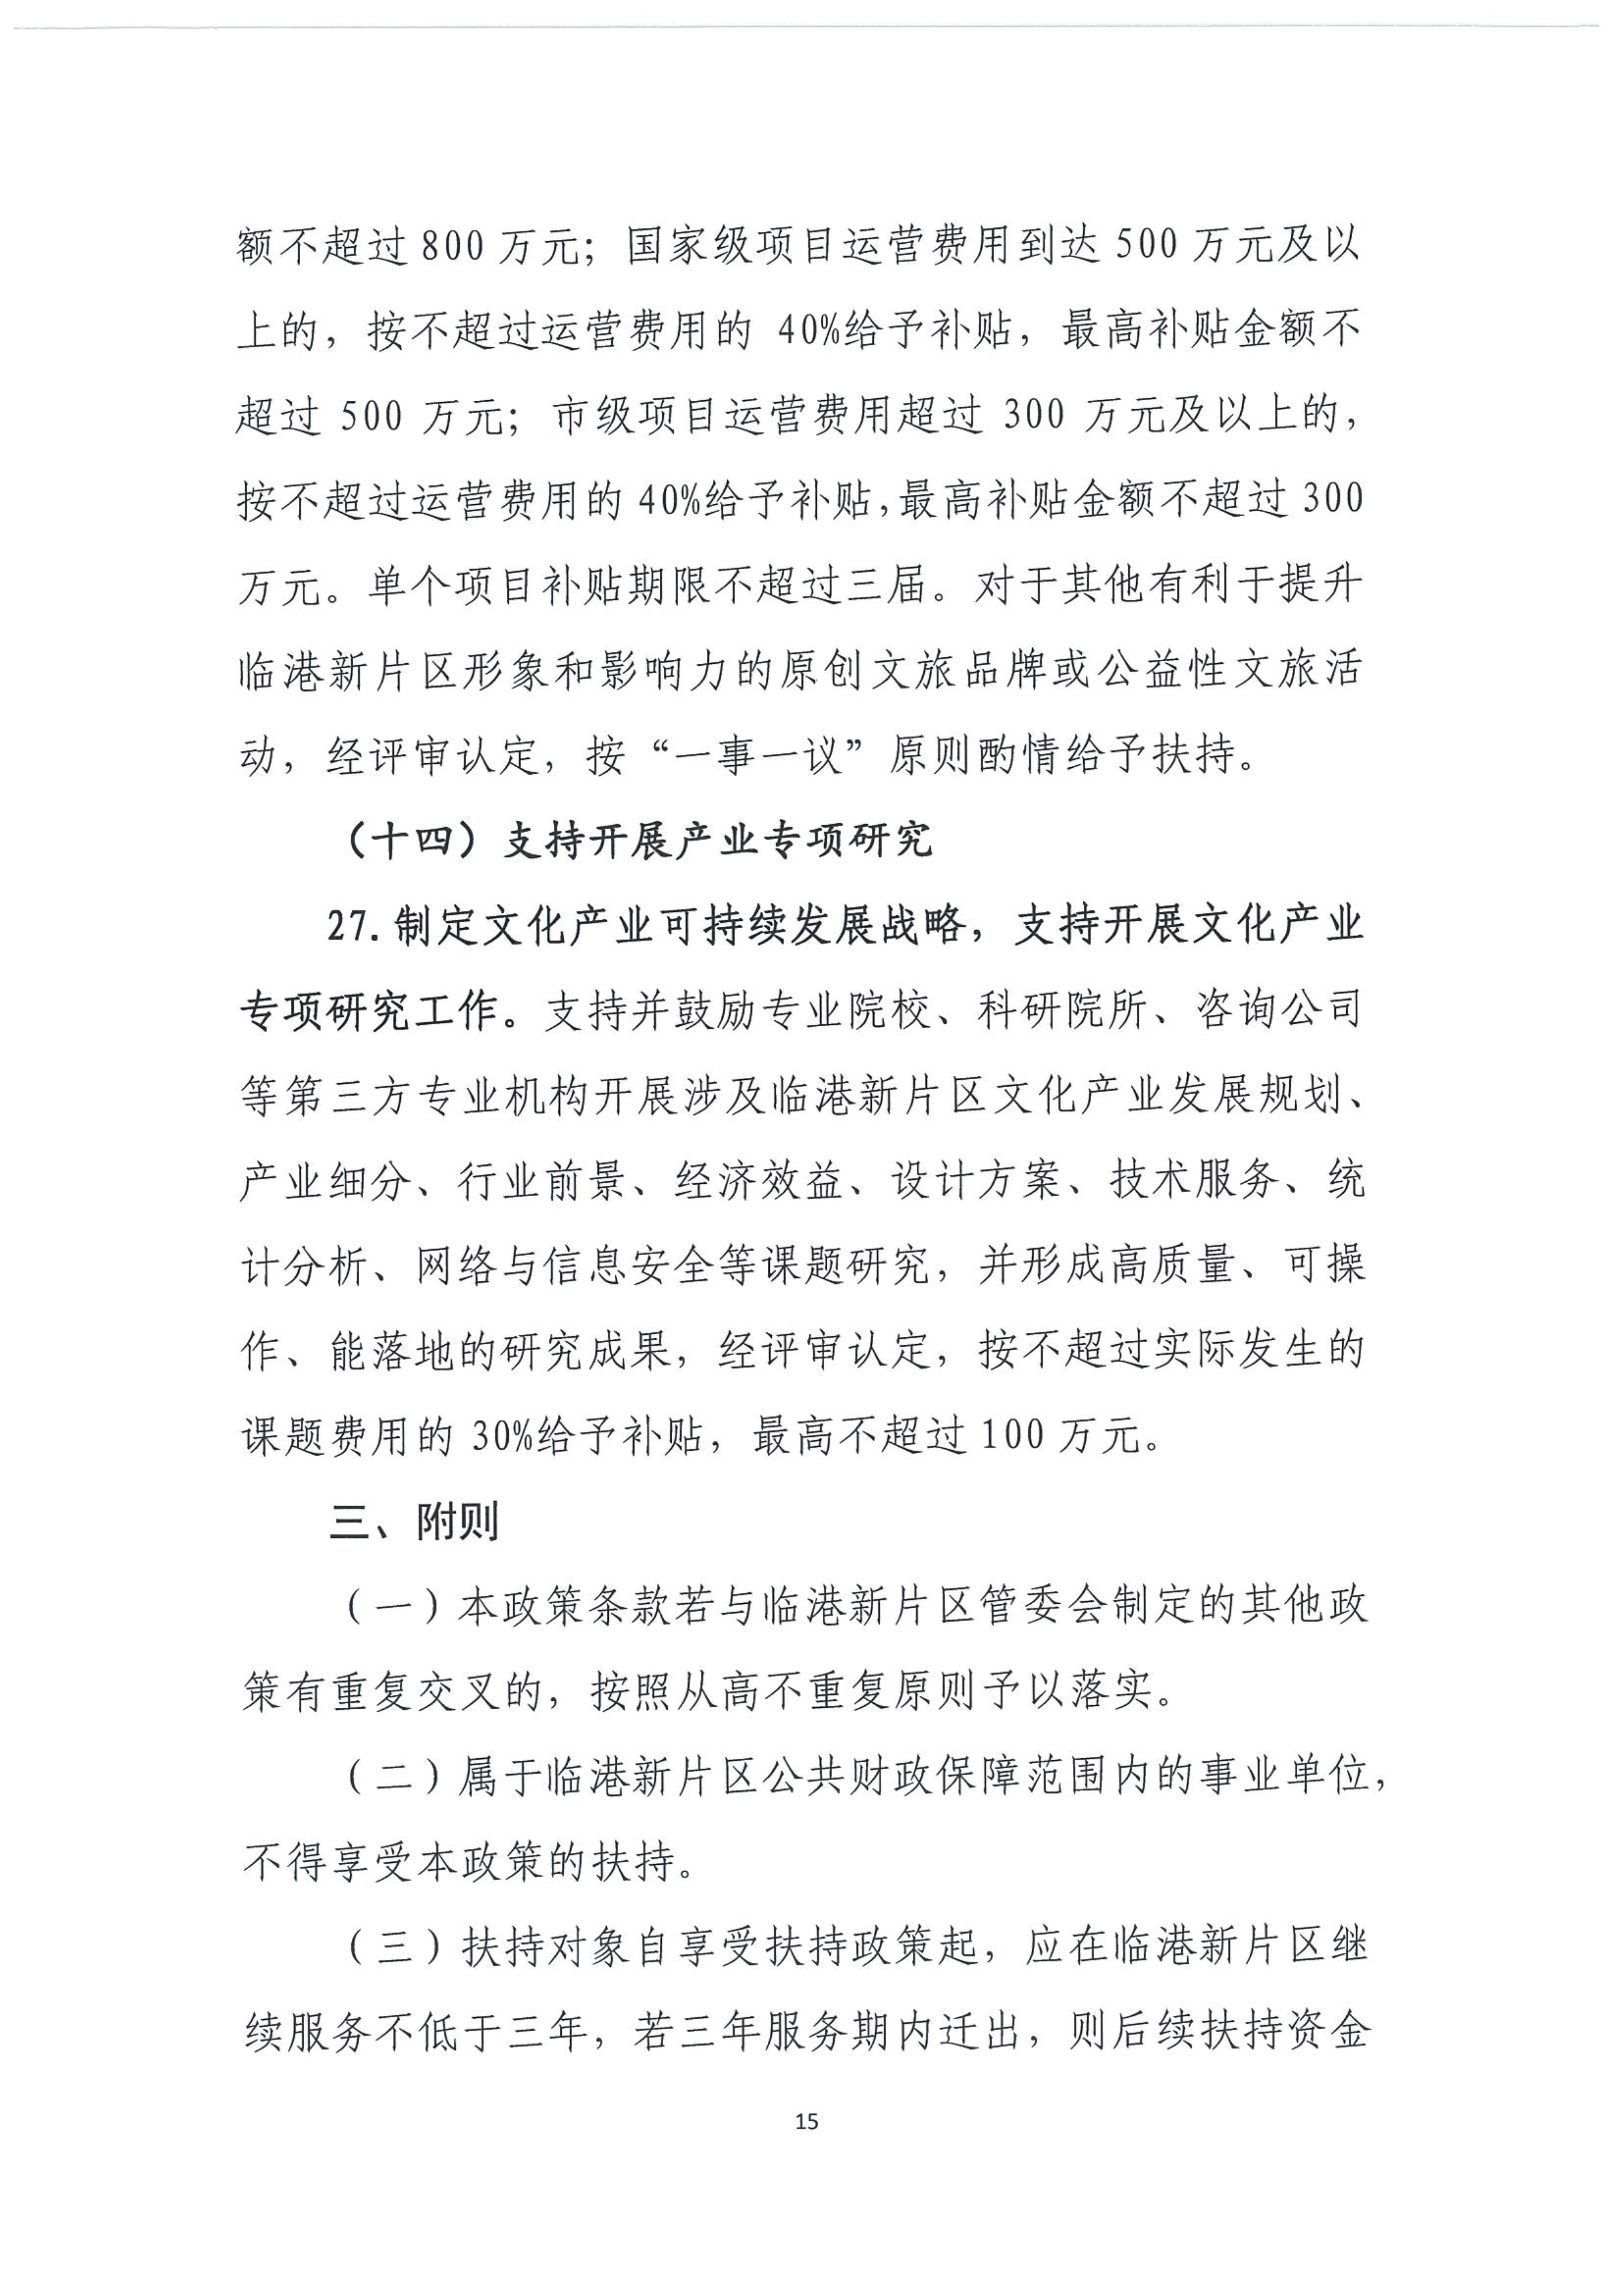 额不超过 800 万元；国家级项目运营费用到达 500 万元及以
上的，按不超过运营费用的 40%给予补贴，最高补贴金额不
超过 500 万元；市级项目运营费用超过 300 万元及以上的，
按不超过运营费用的 40%给予补贴,最高补贴金额不超过 300
万元。单个项目补贴期限不超过三届。对于其他有利于提升
临港新片区形象和影响力的原创文旅品牌或公益性文旅活
动，经评审认定，按“一事一议”原则酌情给予扶持。
（十四）支持开展产业专项研究
27.制定文化产业可持续发展战略，支持开展文化产业
专项研究工作。支持并鼓励专业院校、科研院所、咨询公司
等第三方专业机构开展涉及临港新片区文化产业发展规划、
产业细分、行业前景、经济效益、设计方案、技术服务、统
计分析、网络与信息安全等课题研究，并形成高质量、可操
作、能落地的研究成果，经评审认定，按不超过实际发生的
课题费用的 30%给予补贴，最高不超过 100 万元。
三、附则
（一）本政策条款若与临港新片区管委会制定的其他政
策有重复交叉的，按照从高不重复原则予以落实。
（二）属于临港新片区公共财政保障范围内的事业单位，
不得享受本政策的扶持。
（三）扶持对象自享受扶持政策起，应在临港新片区继
续服务不低于三年，若三年服务期内迁出，则后续扶持资金
15